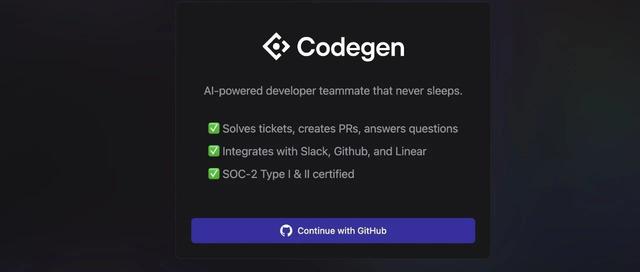 Codegen
AI-powered developer teammate that never sleeps.
✅ Solves tickets, creates PRs, answers questions
✅ Integrates with Slack, Github, and Linear
✅ SOC-2 Type I & II certified
Continue with GitHub